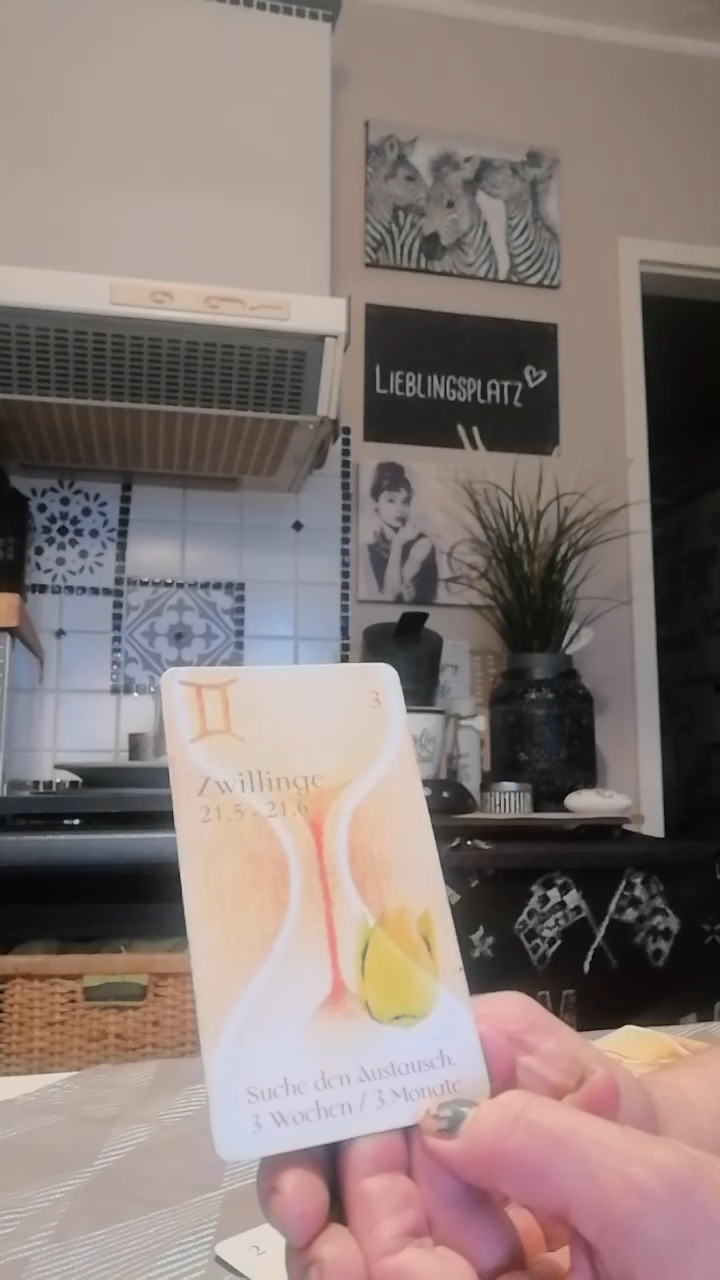 LIEBLINGSPLATZ
3
Zwillinge
21.5 - 21.6
Suche den Austausch.
3 Wochen / 3 Monate
2